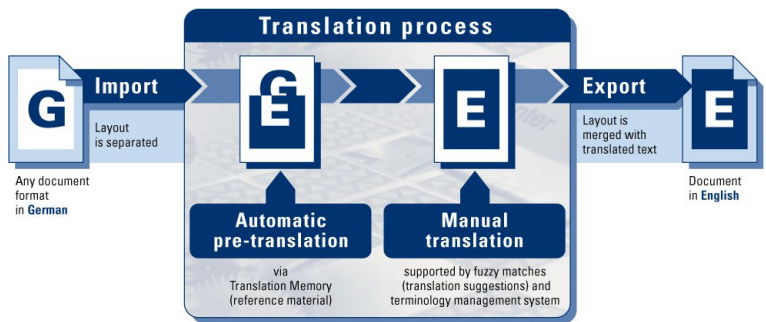 Translation process
G
Import
Layout
is separated
Any document
format
in German
G
E
Automatic
pre-translation
via
Translation Memory
(reference material)
E
Manual
translation
supported by fuzzy matches
(translation suggestions) and
terminology management system
Export
Layout is
merged with
translated text
E
Document
in English